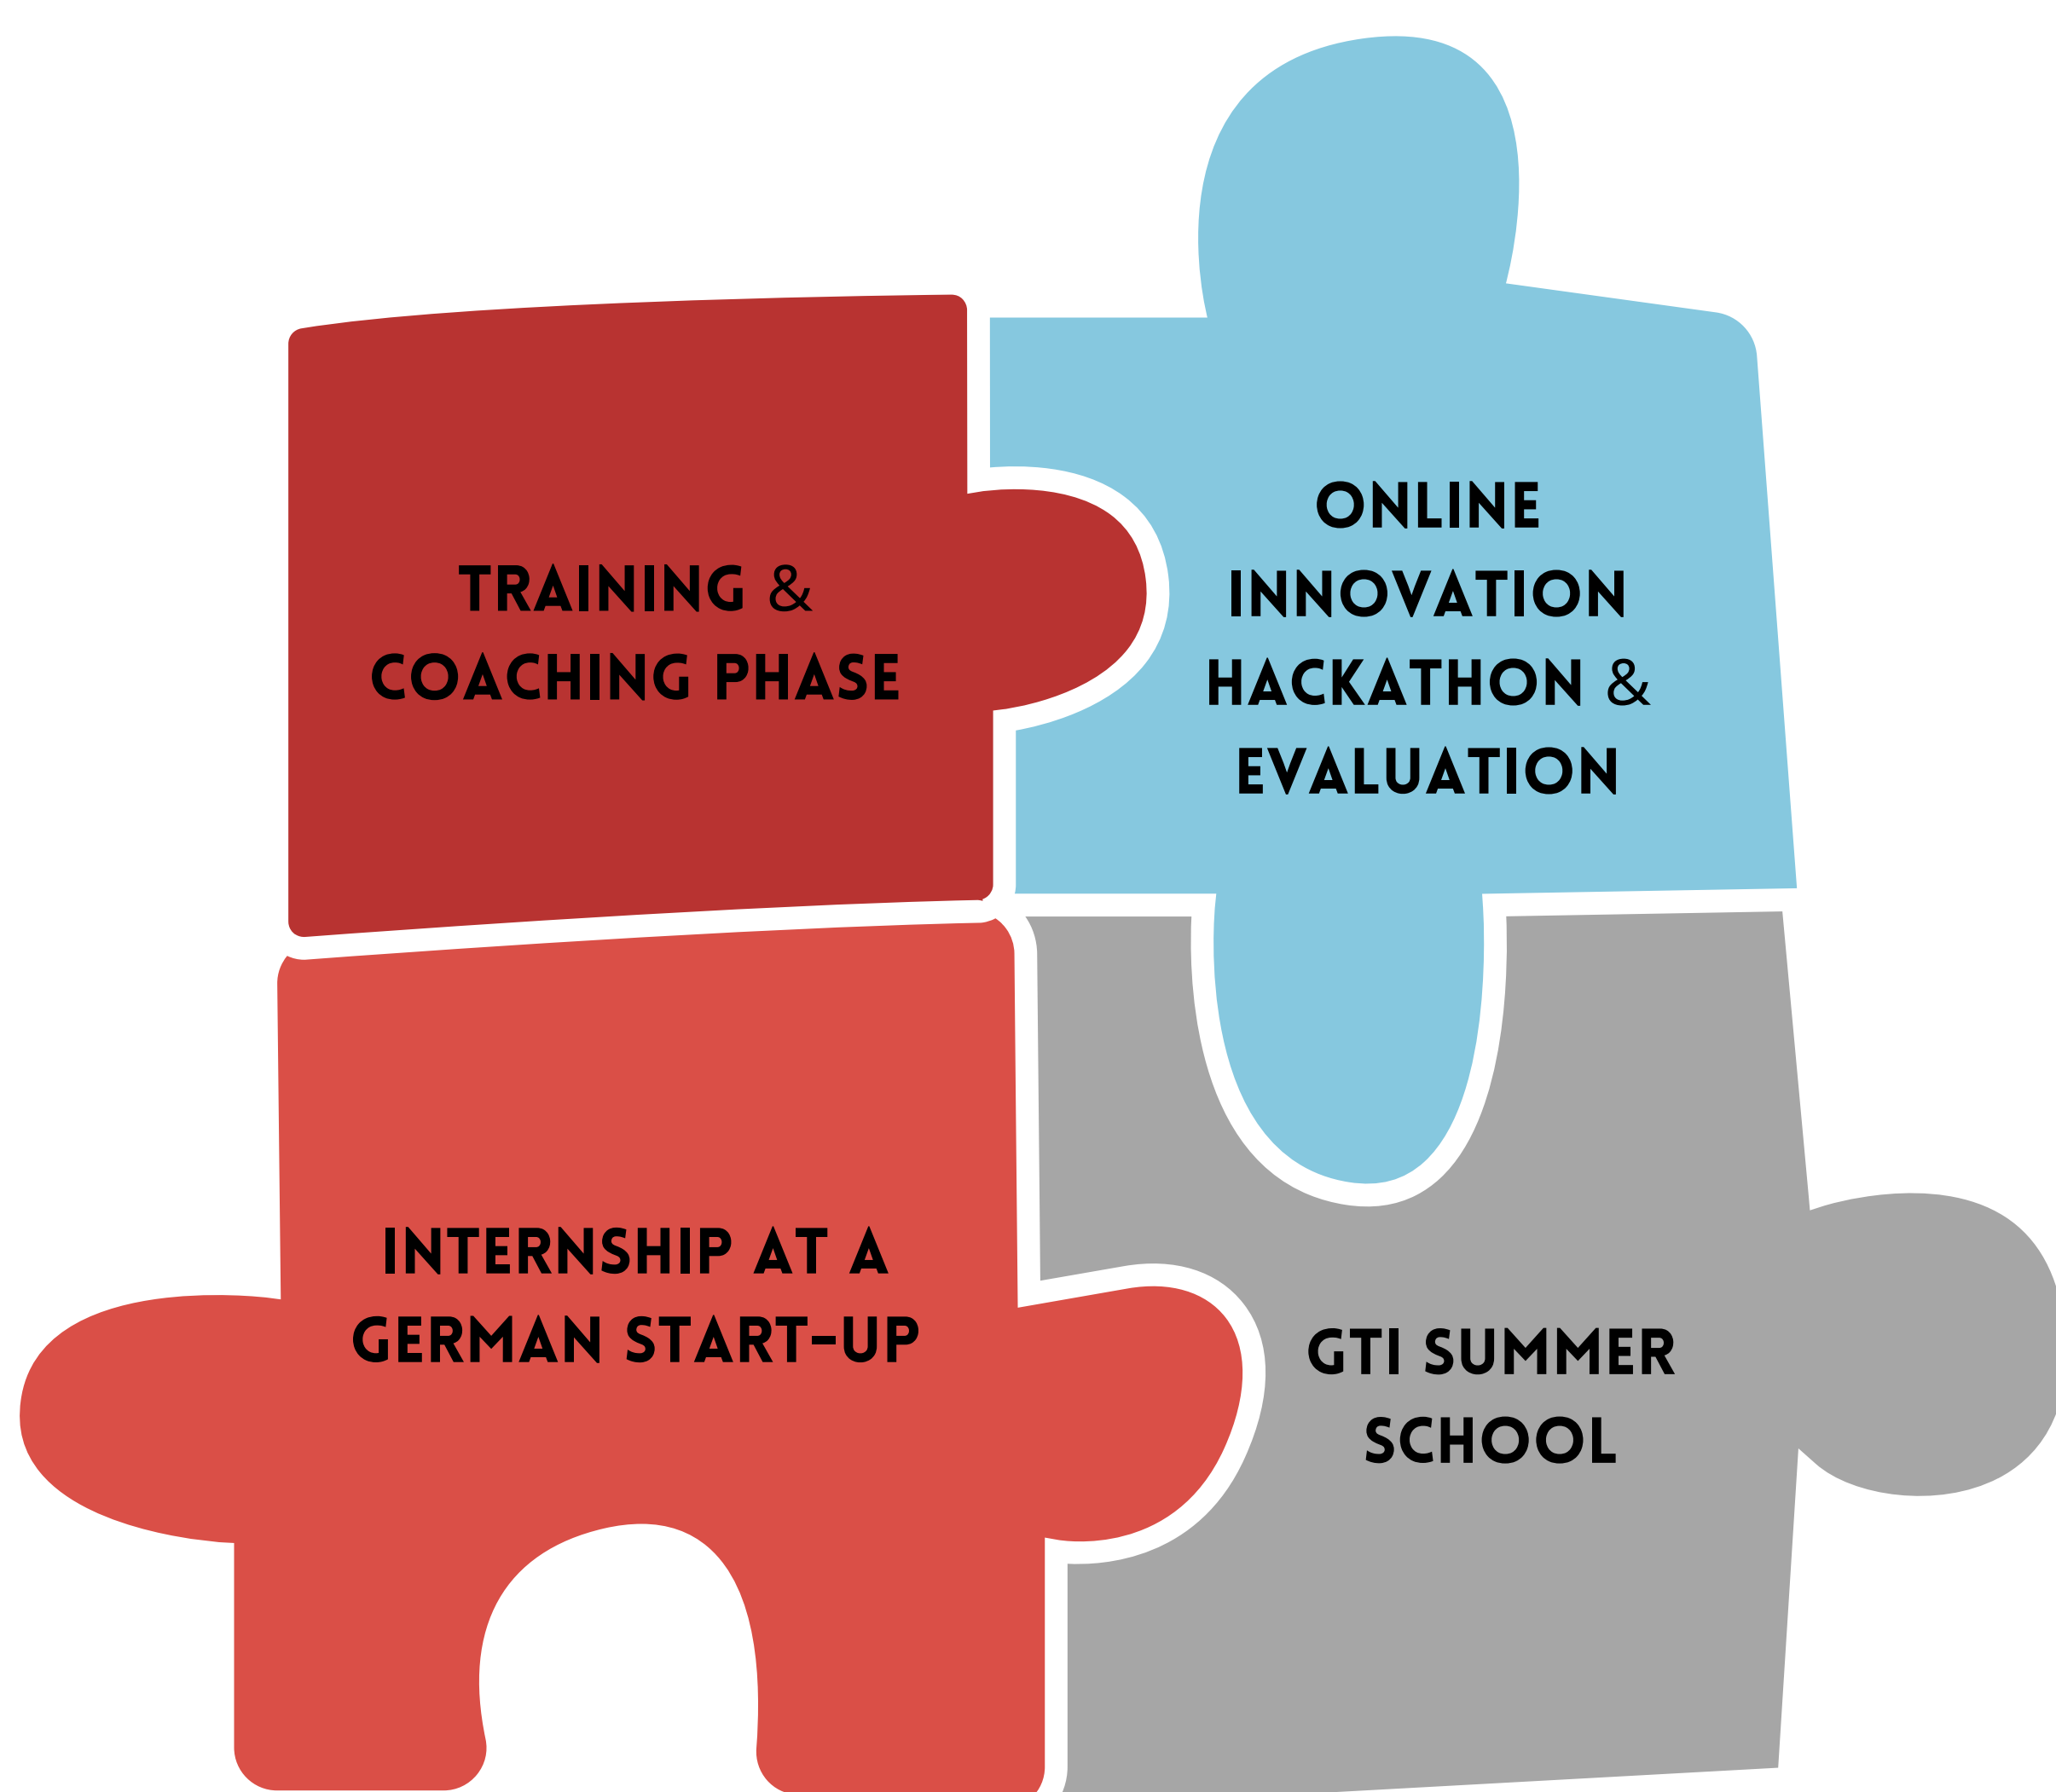 TRAINING &
COACHING PHASE
ONLINE
INNOVATION
HACKATHON &
EVALUATION
INTERNSHIP AT A
GERMAN START-UP
GTI SUMMER
SCHOOL